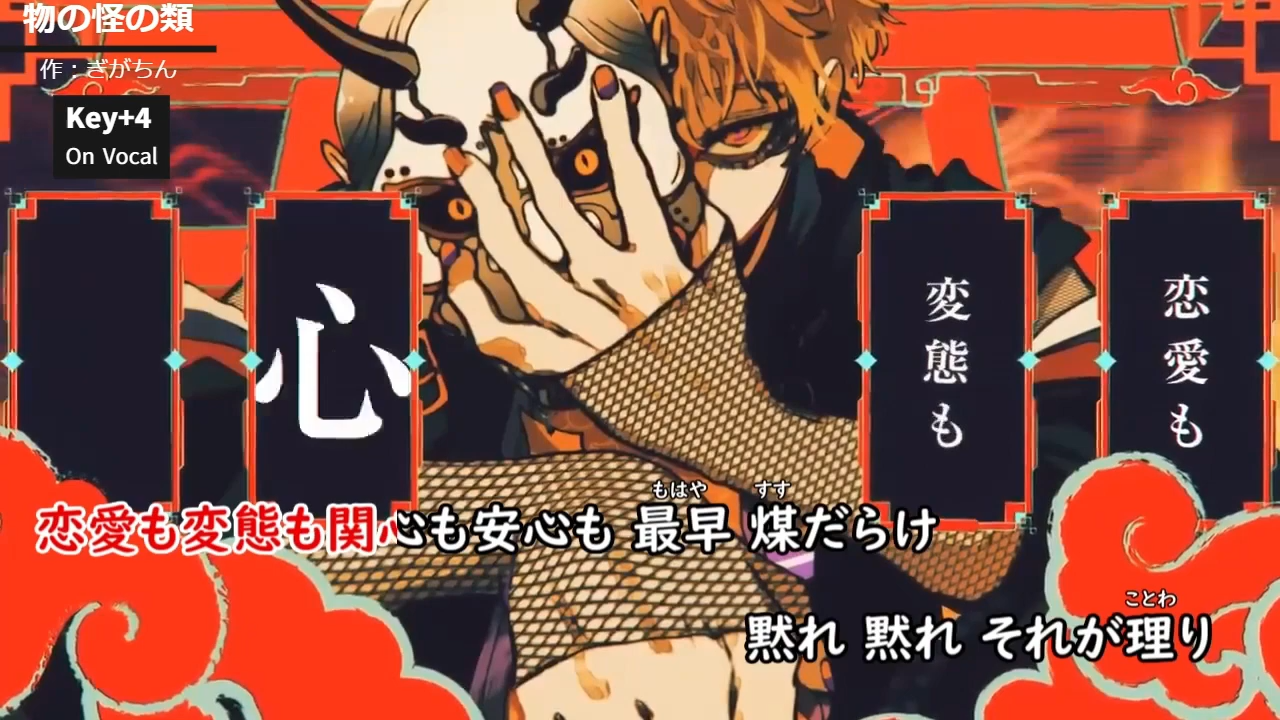 物の怪の類
作：ぎがちん
Key+4
On Vocal
恋愛も
変態も
心
もはや すす
恋愛も変態も関心も安心も 最早 煤だらけ
ことわ
黙れ 黙れ それが理り